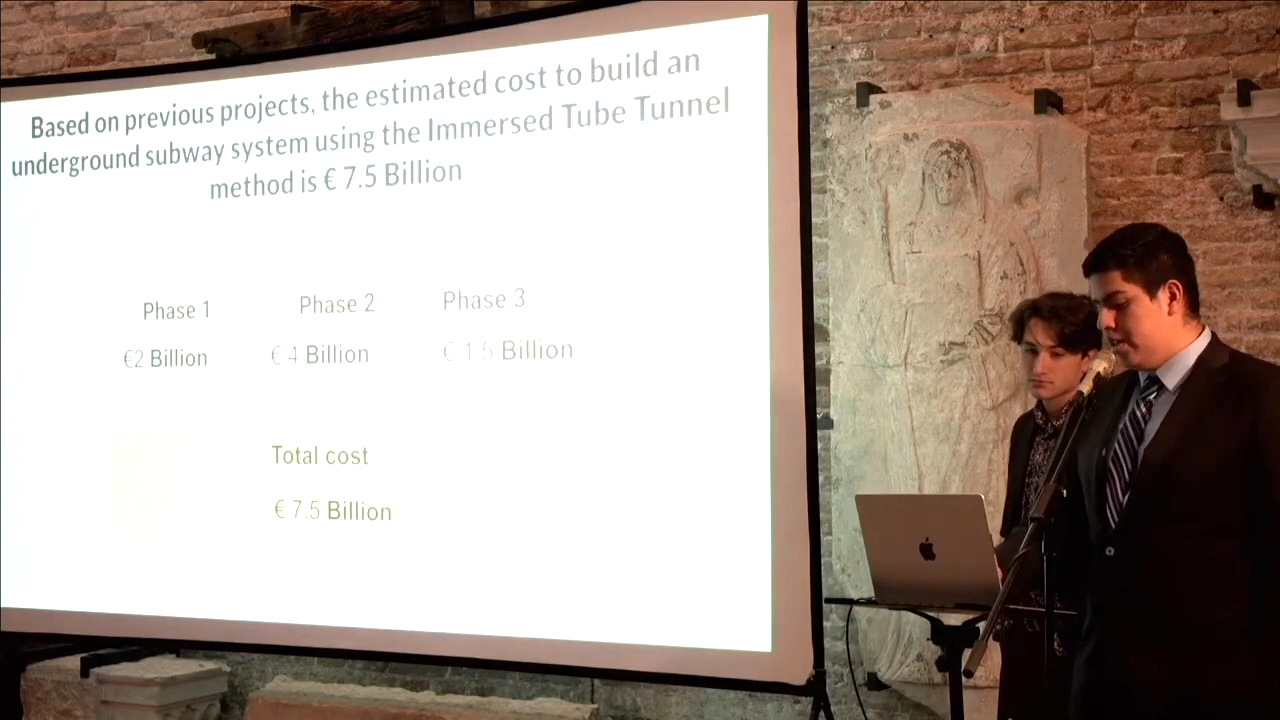 Based on previous projects, the estimated cost to build an
underground subway system using the Immersed Tube Tunnel
method is € 7.5 Billion
Phase 1 Phase 2 Phase 3
€2 Billion € 4 Billion € 1.5 Billion
Total cost
€ 7.5 Billion